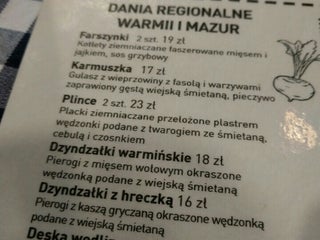 DANIA REGIONALNE
WARMII I MAZUR
Farszynki 2 szt. 19 zł
Kotlety ziemniaczane faszerowane mięsem i
jajkiem, sos grzybowy
Karmuszka 17 zł
Gulasz z wieprzowiny z fasolą i warzywami
zaprawiony gęstą wiejską śmietaną, pieczywo
Plince 2 szt. 23 zł
Placki ziemniaczane przełożone plastrem
wędzonki podane z twarogiem ze śmietaną,
cebulą i czosnkiem
Dzyndzałki warmińskie 18 zł
Pierogi z mięsem wołowym okraszone
wędzonką podane z wiejską śmietaną
Dzyndzałki z hreczką 16 zł
Pierogi z kaszą gryczaną okraszone wędzonką
podane z wiejską śmietaną
Deska